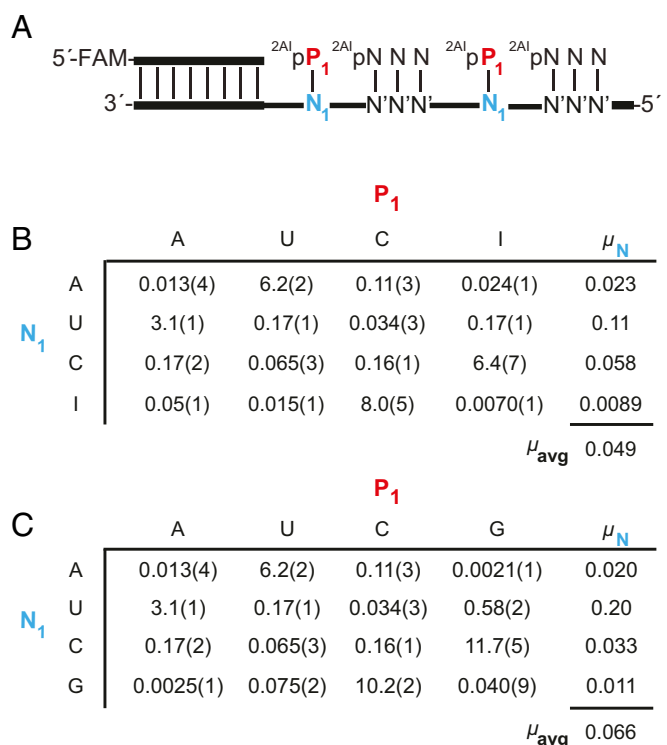 A
5´-FAM- 2AIpP1 2AIpN N N 2AIpP1 2AIpN N N
3´- N1 N'N'N' N1 N'N'N' -5´
P1
B A U C I μN
A 0.013(4) 6.2(2) 0.11(3) 0.024(1) 0.023
N1 U 3.1(1) 0.17(1) 0.034(3) 0.17(1) 0.11
C 0.17(2) 0.065(3) 0.16(1) 6.4(7) 0.058
I 0.05(1) 0.015(1) 8.0(5) 0.0070(1) 0.0089
μavg 0.049
P1
C A U C G μN
A 0.013(4) 6.2(2) 0.11(3) 0.0021(1) 0.020
N1 U 3.1(1) 0.17(1) 0.034(3) 0.58(2) 0.20
C 0.17(2) 0.065(3) 0.16(1) 11.7(5) 0.033
G 0.0025(1) 0.075(2) 10.2(2) 0.040(9) 0.011
μavg 0.066